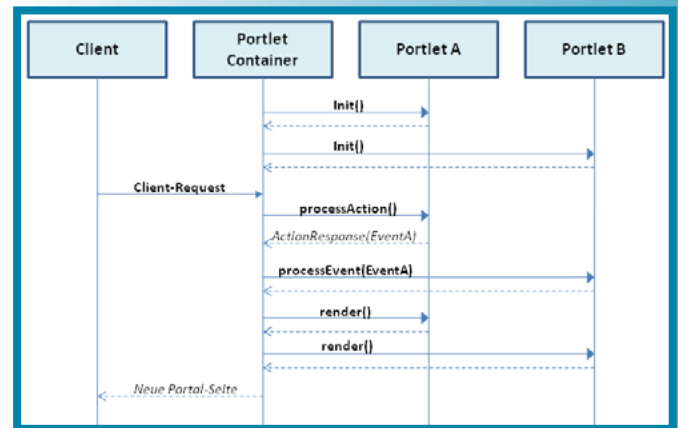 Client
Portlet
Container
Portlet A
Portlet B
Init()
Init()
Client-Request
processAction()
ActionResponse(EventA)
processEvent(EventA)
render()
render()
Neue Portal-Seite